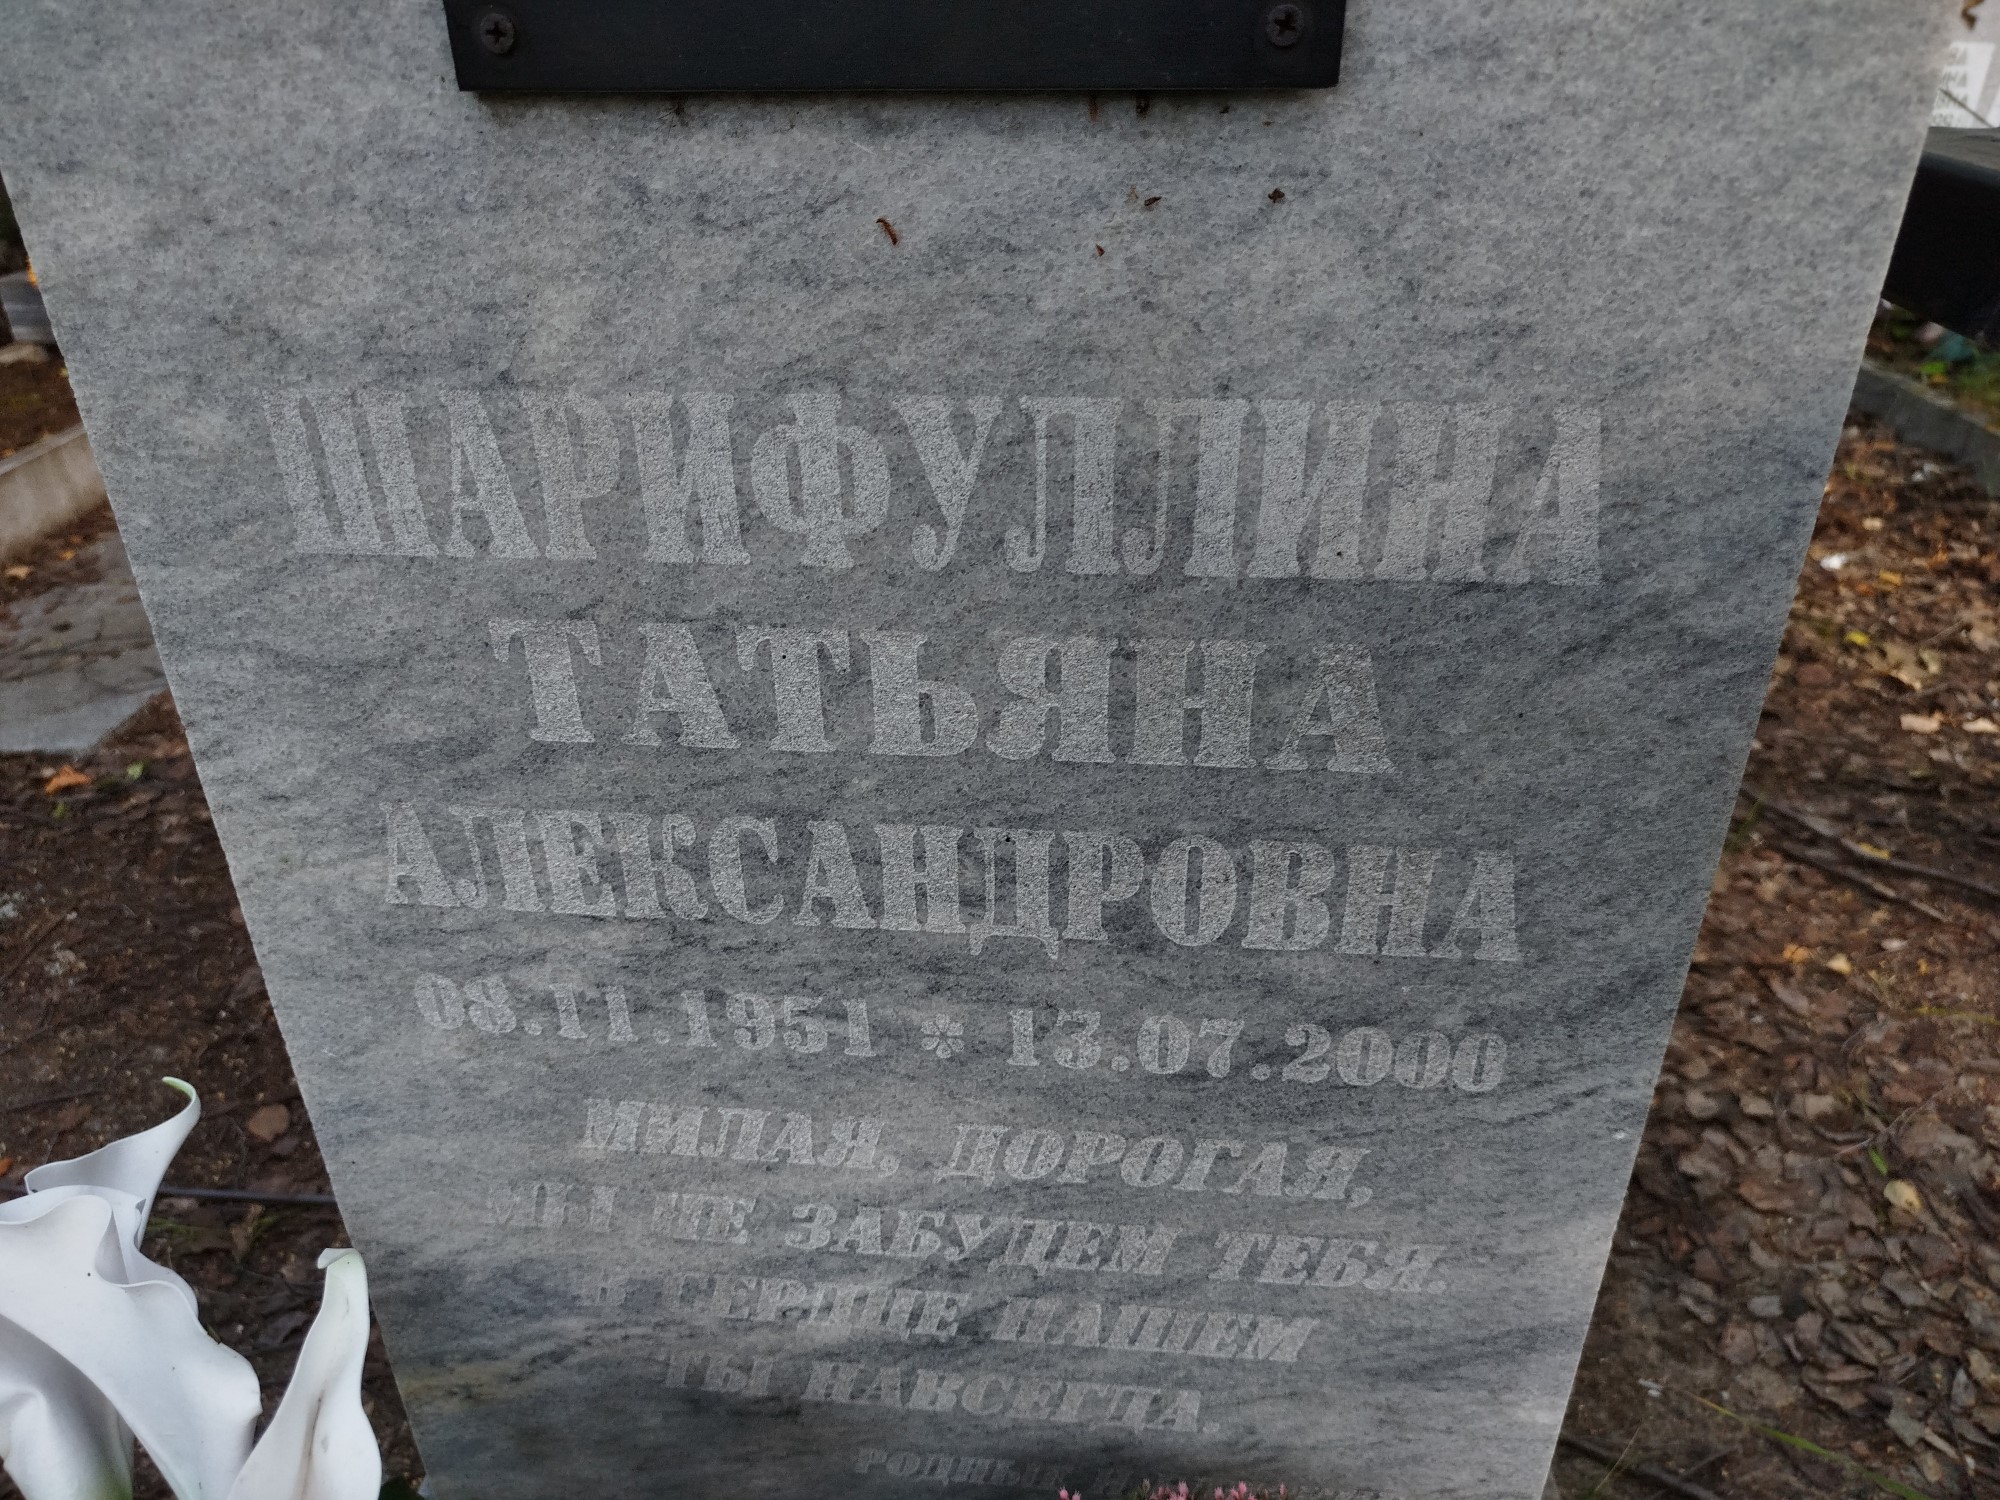 ШАРИФУЛЛИНА
ТАТЬЯНА
АЛЕКСАНДРОВНА
08.11.1951 * 13.07.2000
МИЛАЯ, ДОРОГАЯ,
МЫ НЕ ЗАБУДЕМ ТЕБЯ.
В СЕРДЦЕ НАШЕМ
ТЫ НАВСЕГДА.
РОДНЫЕ